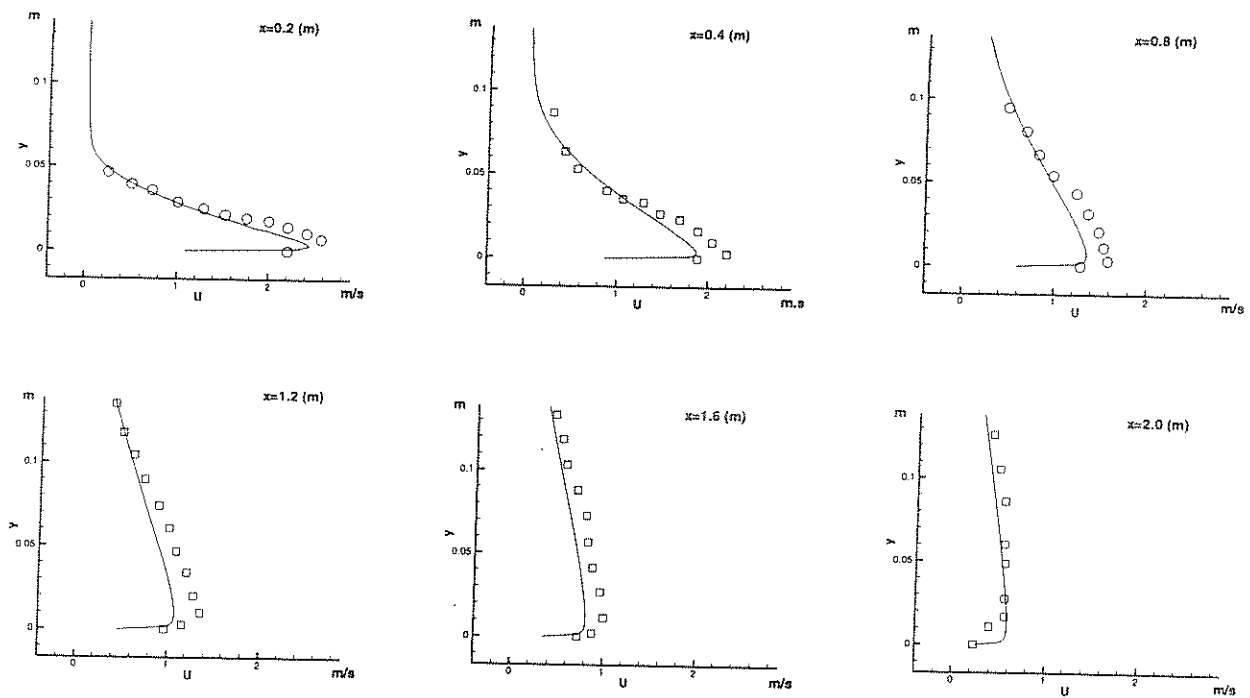 m
x=0.2 (m)
0.1
y
0.05
0
0
1
2
U
m/s
m
x=0.4 (m)
0.1
y
0.05
0
0
1
2
U
m.s
m
x=0.8 (m)
0.1
y
0.05
0
0
1
2
U
m/s
m
x=1.2 (m)
0.1
y
0.05
0
0
1
2
U
m/s
m
x=1.6 (m)
0.1
y
0.05
0
0
1
2
U
m/s
m
x=2.0 (m)
0.1
y
0.05
0
0
1
2
U
m/s